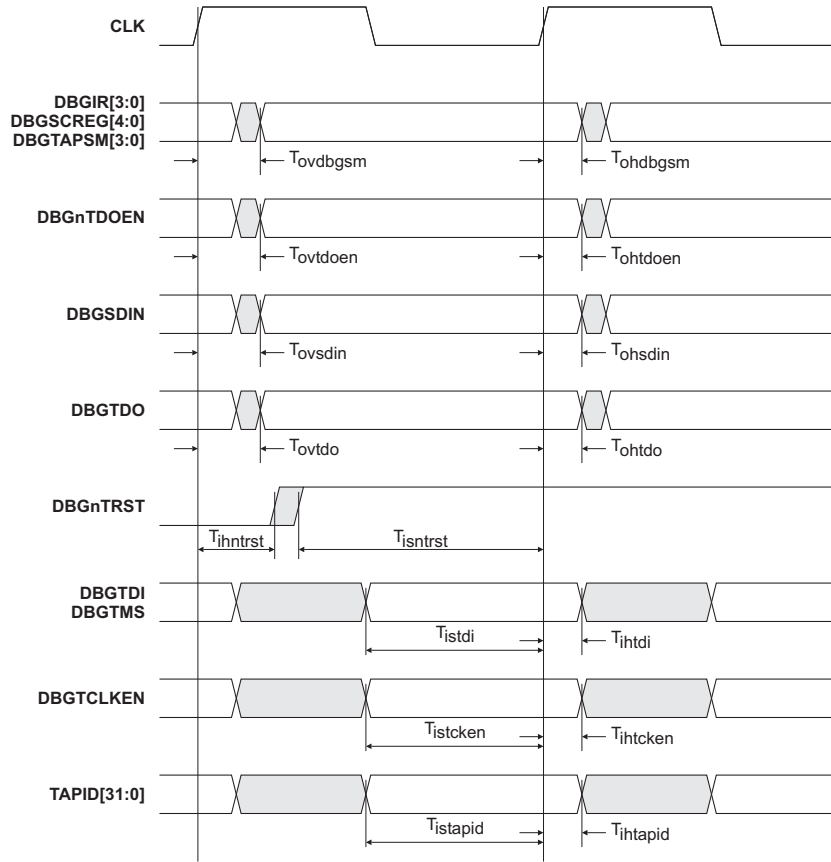 CLK
DBGIR[3:0]
DBGSCREG[4:0]
DBGTAPSM[3:0]
Tovdbgsm
Tohdbgsm
DBGnTDOEN
Tovtdoen
Tohtdoen
DBGSDIN
Tovsdin
Tohsdin
DBGTDO
Tovtdo
Tohtdo
DBGnTRST
Tihntrst
Tisntrst
DBGTDI
DBGTMS
Tistdi
Tihtdi
DBGTCLKEN
Tistcken
Tihtcken
TAPID[31:0]
Tistapid
Tihtapid